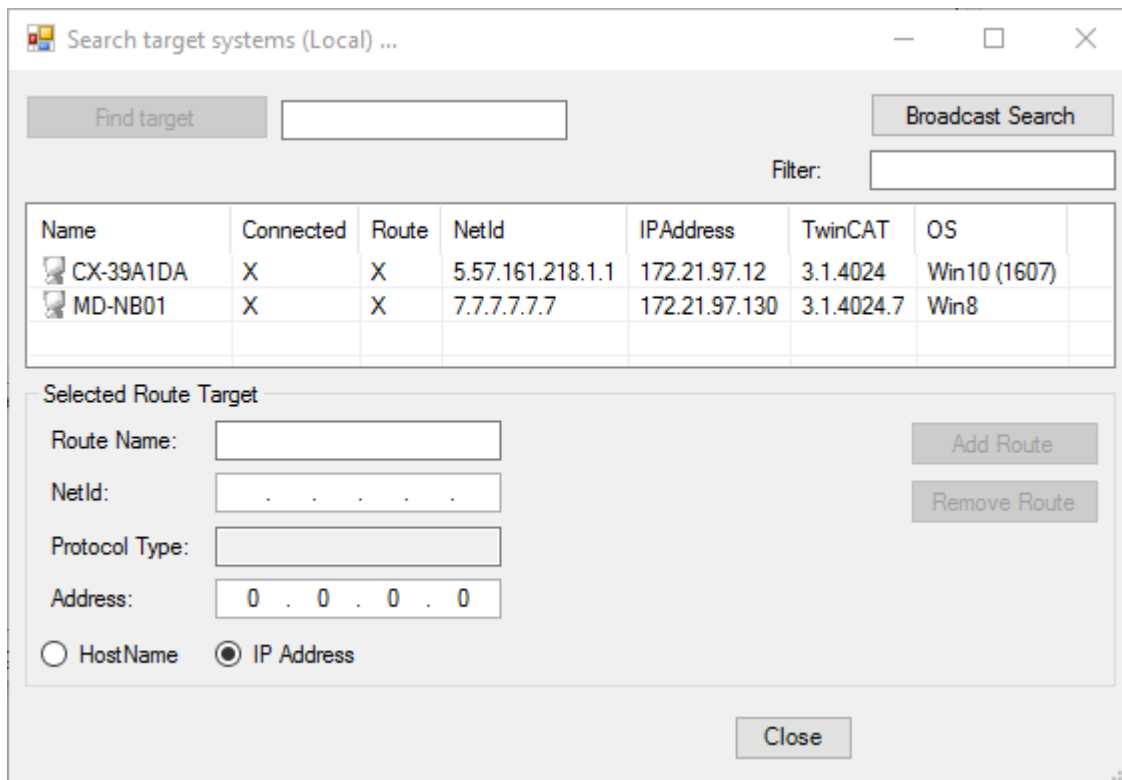 Search target systems (Local) ...
Find target
Broadcast Search
Filter:
Name Connected Route NetId IPAddress TwinCAT OS
CX-39A1DA X X 5.57.161.218.1.1 172.21.97.12 3.1.4024 Win10 (1607)
MD-NB01 X X 7.7.7.7.7.7 172.21.97.130 3.1.4024.7 Win8
Selected Route Target
Route Name: Add Route
NetId: . . . . .
Remove Route
Protocol Type:
Address: 0 . 0 . 0 . 0
HostName IP Address
Close